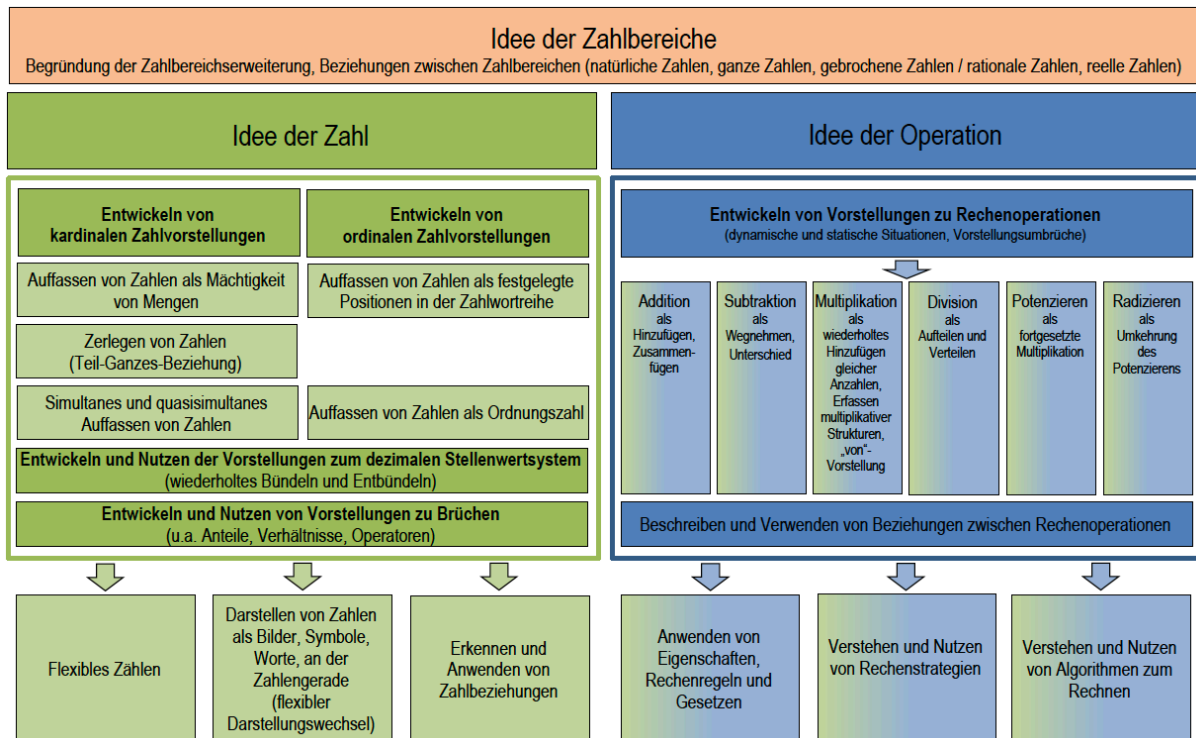 Idee der Zahlbereiche
Begründung der Zahlbereichserweiterung, Beziehungen zwischen Zahlbereichen (natürliche Zahlen, ganze Zahlen, gebrochene Zahlen / rationale Zahlen, reelle Zahlen)
Idee der Zahl
Entwickeln von
kardinalen Zahlvorstellungen
Entwickeln von
ordinalen Zahlvorstellungen
Auffassen von Zahlen als Mächtigkeit
von Mengen
Auffassen von Zahlen als festgelegte
Positionen in der Zahlwortreihe
Zerlegen von Zahlen
(Teil-Ganzes-Beziehung)
Simultanes und quasisimultanes
Auffassen von Zahlen
Auffassen von Zahlen als Ordnungszahl
Entwickeln und Nutzen der Vorstellungen zum dezimalen Stellenwertsystem
(wiederholtes Bündeln und Entbündeln)
Entwickeln und Nutzen von Vorstellungen zu Brüchen
(u.a. Anteile, Verhältnisse, Operatoren)
Flexibles Zählen
Darstellen von Zahlen
als Bilder, Symbole,
Worte, an der
Zahlengerade
(flexibler
Darstellungswechsel)
Erkennen und
Anwenden von
Zahlbeziehungen
Idee der Operation
Entwickeln von Vorstellungen zu Rechenoperationen
(dynamische und statische Situationen, Vorstellungsumbrüche)
Addition
als
Hinzufügen,
Zusammen-
fügen
Subtraktion
als
Wegnehmen,
Unterschied
Multiplikation
als
wiederholtes
Hinzufügen
gleicher
Anzahlen,
Erfassen
multiplikativer
Strukturen,
„von“-
Vorstellung
Division
als
Aufteilen und
Verteilen
Potenzieren
als
fortgesetzte
Multiplikation
Radizieren
als
Umkehrung
des
Potenzierens
Beschreiben und Verwenden von Beziehungen zwischen Rechenoperationen
Anwenden von
Eigenschaften,
Rechenregeln und
Gesetzen
Verstehen und Nutzen
von Rechenstrategien
Verstehen und Nutzen
von Algorithmen zum
Rechnen